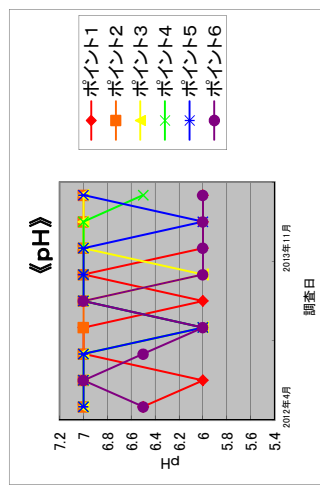 《pH》
pH
7.2
7
6.8
6.6
6.4
6.2
6
5.8
5.6
5.4
2012年4月
2013年11月
調査日
ポイント1
ポイント2
ポイント3
ポイント4
ポイント5
ポイント6